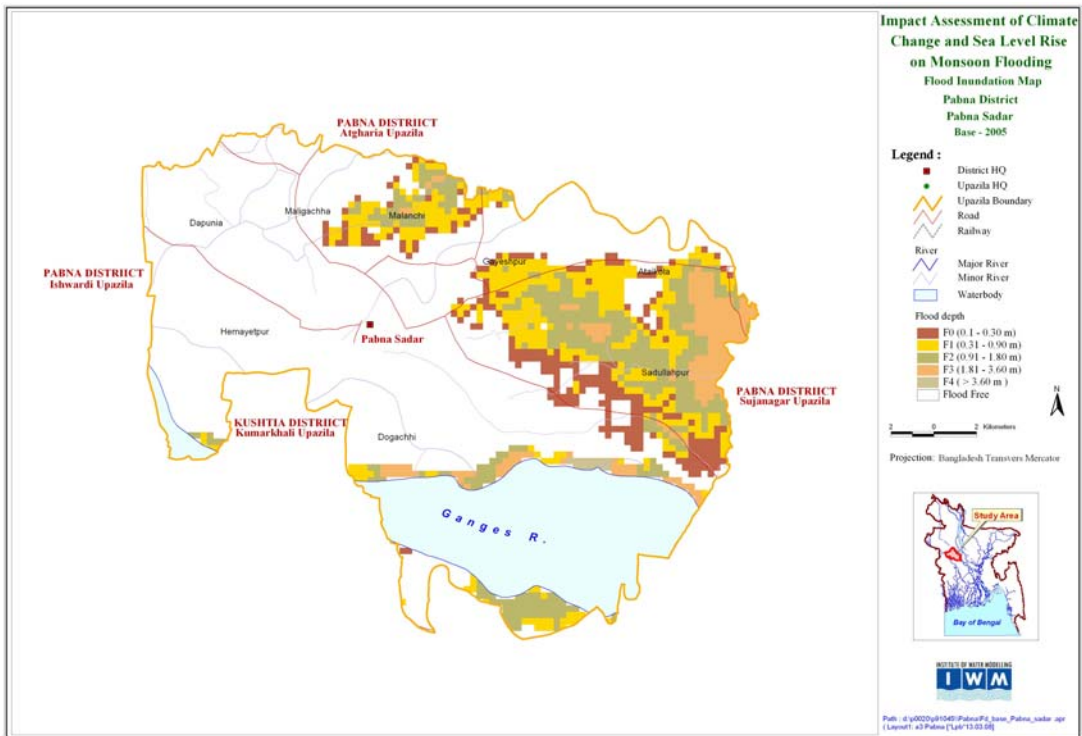 Impact Assessment of Climate
Change and Sea Level Rise
on Monsoon Flooding
Flood Inundation Map
Pabna District
Pabna Sadar
Base - 2005
Legend :
District HQ
Upazila HQ
Upazila Boundary
Road
Railway
River
Major River
Minor River
Waterbody
Flood depth
F0 (0.1 - 0.30 m)
F1 (0.31 - 0.90 m)
F2 (0.91 - 1.80 m)
F3 (1.81 - 3.60 m)
F4 ( > 3.60 m )
Flood Free
N
2 0 2 Kilometers
Projection: Bangladesh Transvers Mercator
Study Area
Bay of Bengal
INSTITUTE OF WATER MODELLING
I W M
PABNA DISTRIICT
Atgharia Upazila
Dapunia
Maligachha
Malanchi
Gayeshpur
Ataikola
PABNA DISTRIICT
Ishwardi Upazila
Hemayetpur
Pabna Sadar
Sadullahpur
PABNA DISTRIICT
Sujanagar Upazila
KUSHTIA DISTRIICT
Kumarkhali Upazila
Dogachhi
Ganges R.